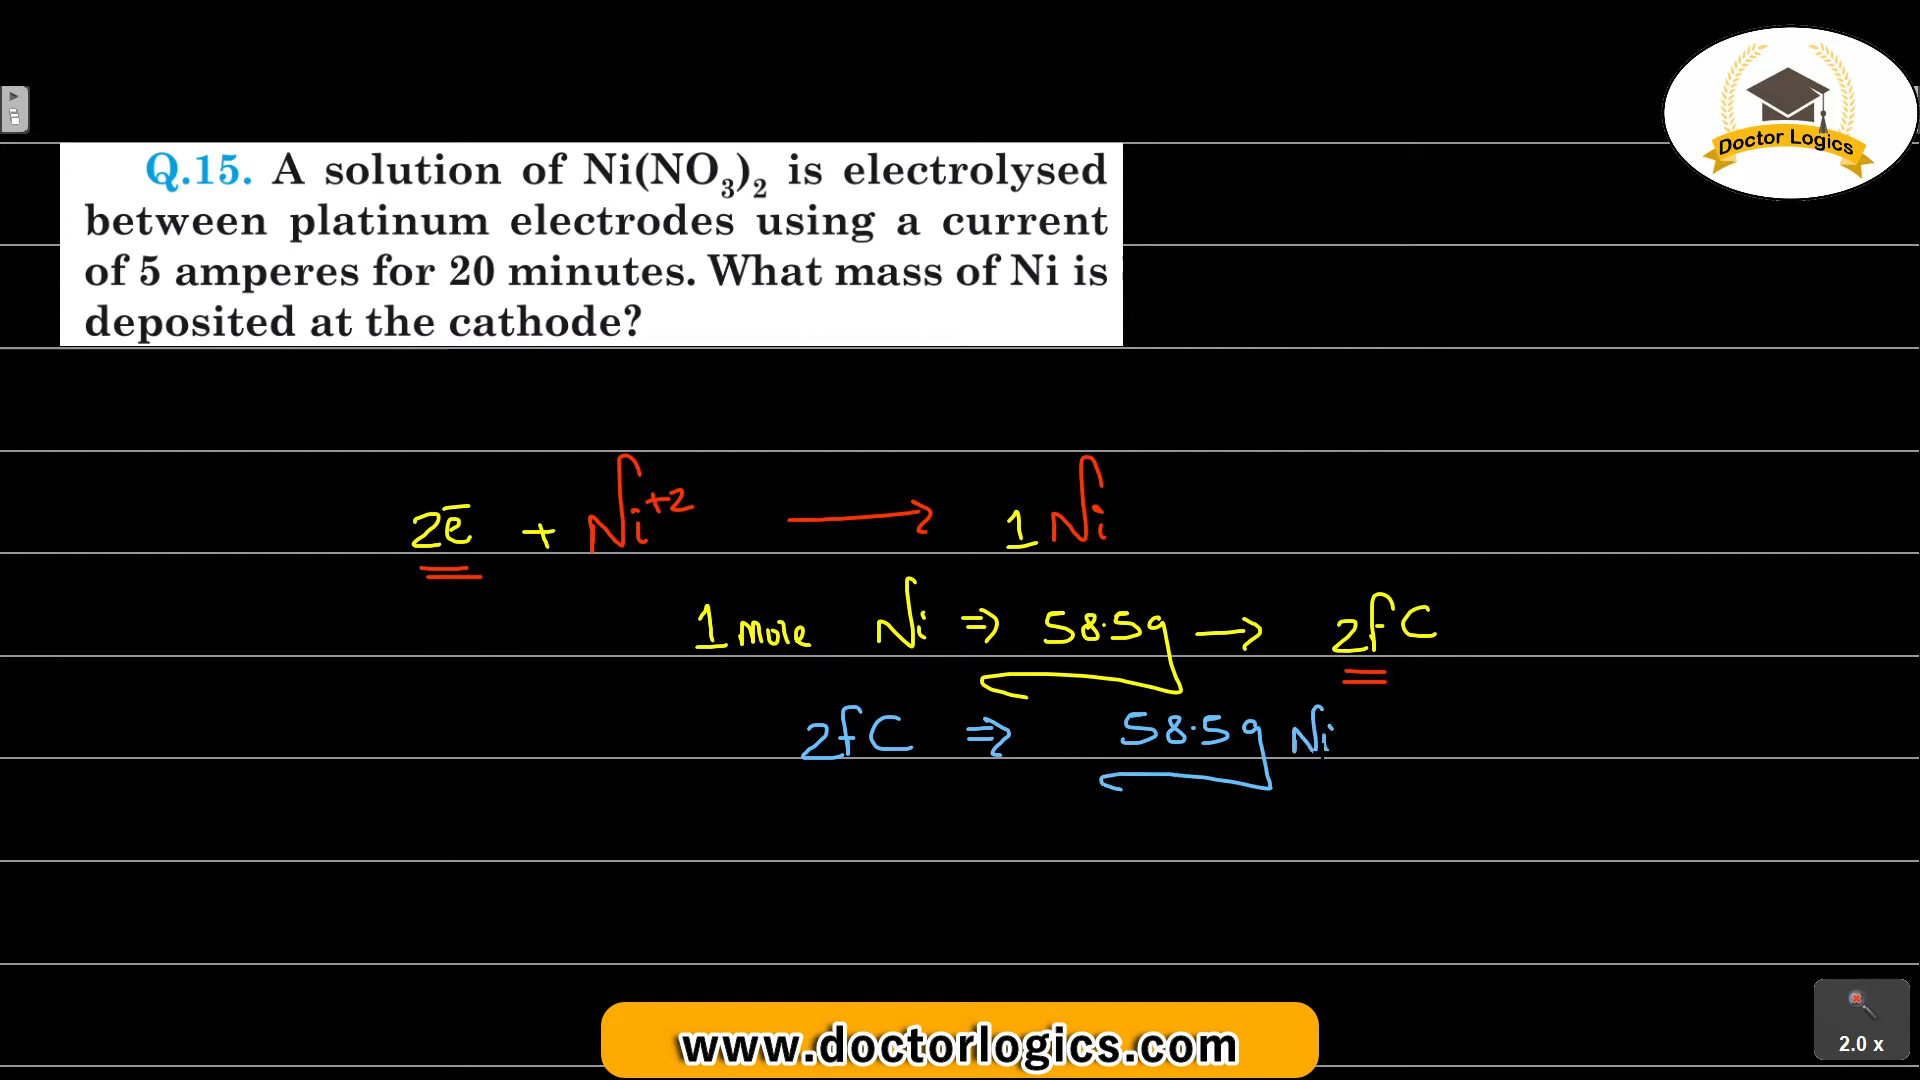 Doctor Logics
Q.15. A solution of Ni(NO₃)₂ is electrolysed
between platinum electrodes using a current
of 5 amperes for 20 minutes. What mass of Ni is
deposited at the cathode?
2e̅ + Ni⁺² → 1 Ni
1 mole Ni ⇒ 58.5g → 2fC
2fC ⇒ 58.5g Ni
www.doctorlogics.com
2.0 x